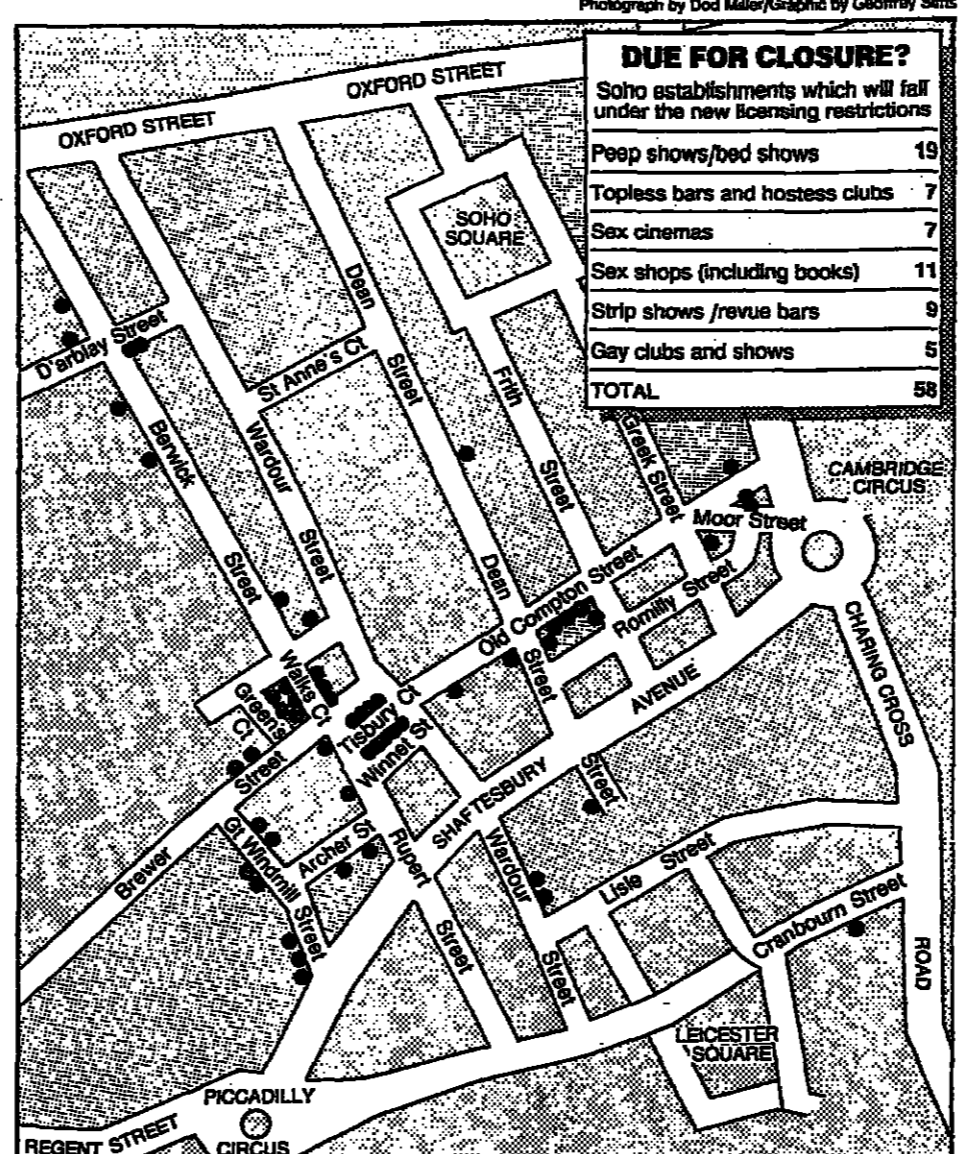 Photograph by Dod Miller/Graphic by Geoffrey Sims
DUE FOR CLOSURE?
Soho establishments which will fall
under the new licensing restrictions
Peep shows/bed shows 19
Topless bars and hostess clubs 7
Sex cinemas 7
Sex shops (including books) 11
Strip shows /revue bars 9
Gay clubs and shows 5
TOTAL 58
OXFORD STREET
OXFORD STREET
SOHO
SQUARE
Dean
Street
D'arblay Street
St Anne's Ct
Frith
Street
Greek Street
Berwick
Street
Wardour
Street
CAMBRIDGE
CIRCUS
Moor Street
Dean
Street
Old Compton Street
Romilly Street
CHARING CROSS
ROAD
Walks Ct
Greens
Ct
Tisbury Ct
Winnet St
SHAFTESBURY
AVENUE
Street
Brewer
Street
Gt Windmill Street
Archer St
Rupert
Street
Wardour
Street
Lisle Street
Cranbourn Street
LEICESTER
SQUARE
PICCADILLY
CIRCUS
REGENT STREET